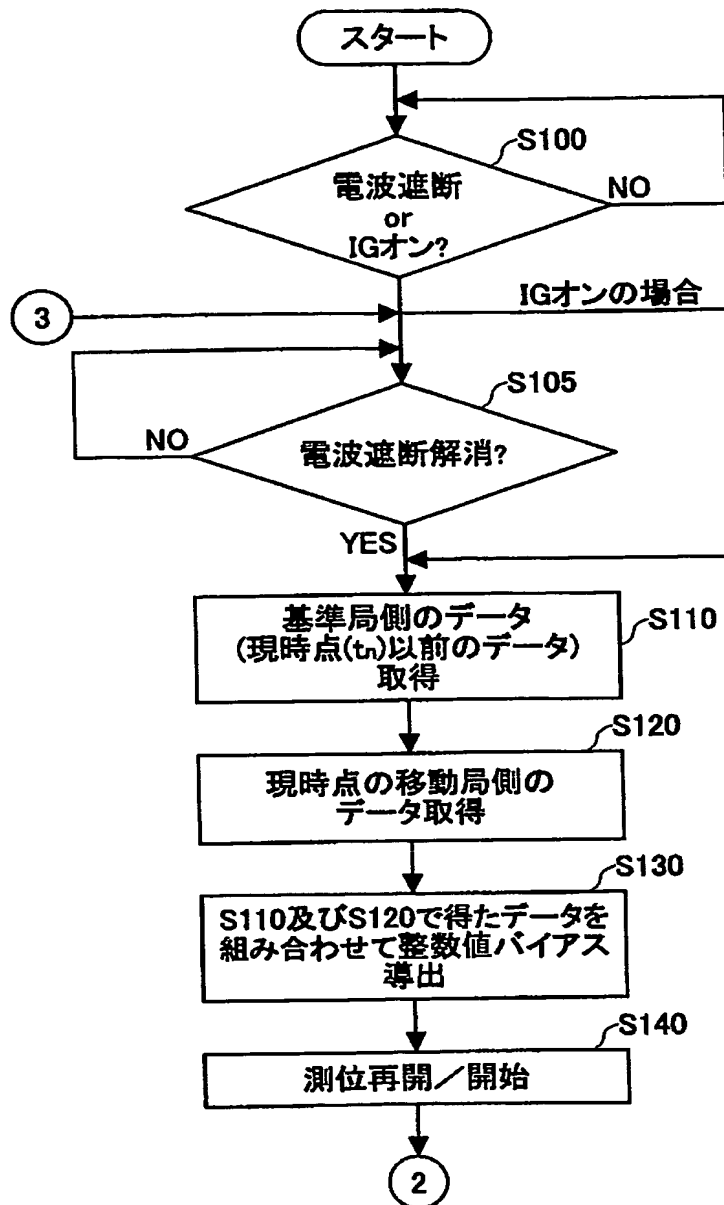 スタート
S100
電波遮断
or
IGオン?
NO
IGオンの場合
3
S105
NO
電波遮断解消?
YES
基準局側のデータ
(現時点(tn)以前のデータ)
取得
S110
S120
現時点の移動局側の
データ取得
S130
S110及びS120で得たデータを
組み合わせて整数値バイアス
導出
S140
測位再開／開始
2